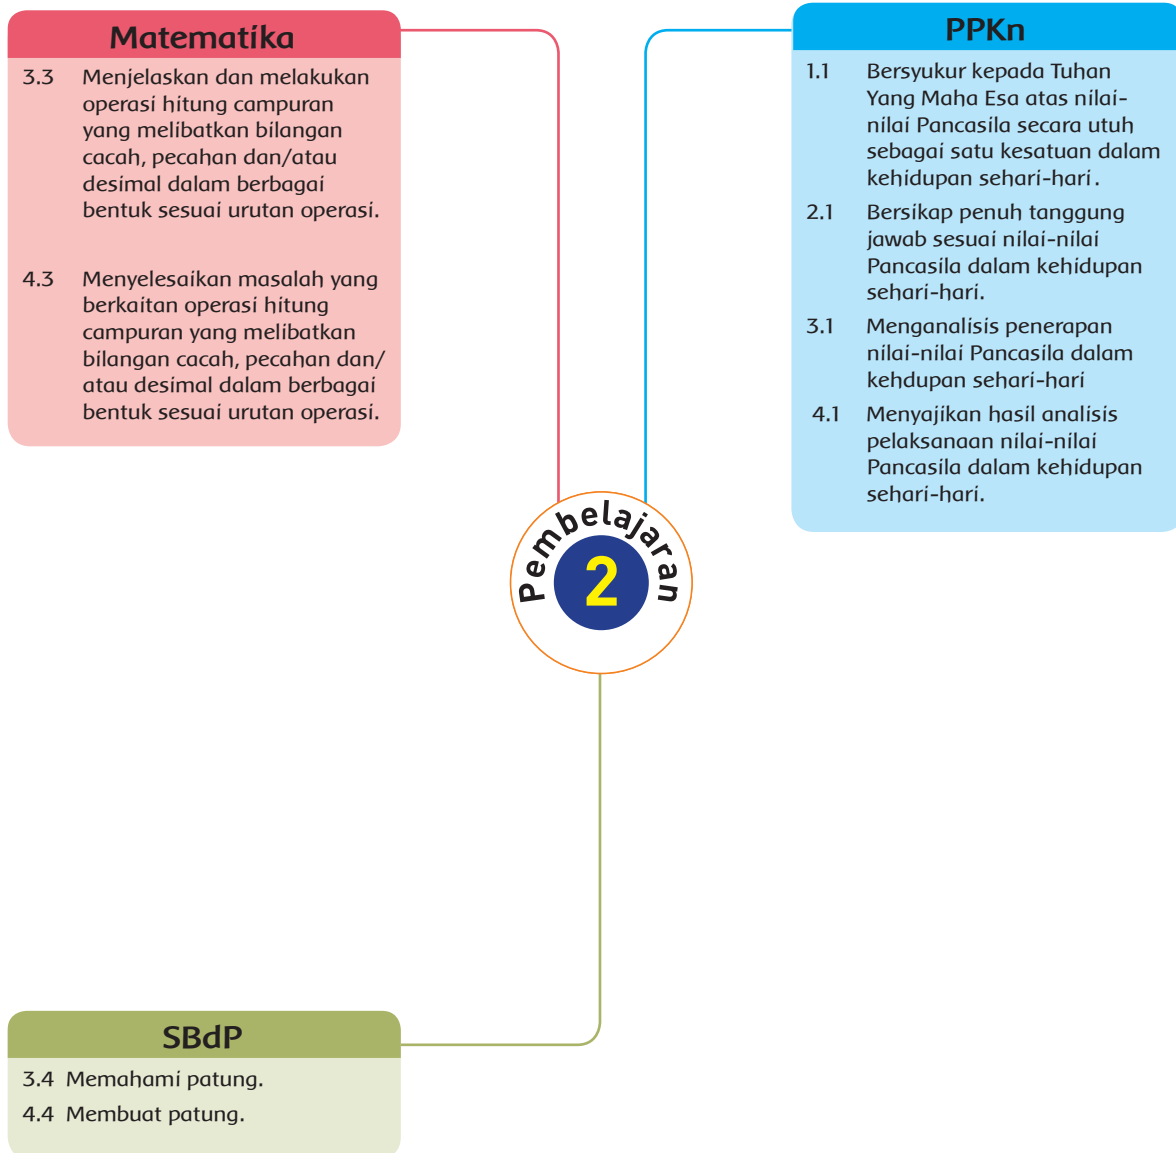 Matematika
3.3 Menjelaskan dan melakukan
operasi hitung campuran
yang melibatkan bilangan
cacah, pecahan dan/atau
desimal dalam berbagai
bentuk sesuai urutan operasi.
4.3 Menyelesaikan masalah yang
berkaitan operasi hitung
campuran yang melibatkan
bilangan cacah, pecahan dan/
atau desimal dalam berbagai
bentuk sesuai urutan operasi.
PPKn
1.1 Bersyukur kepada Tuhan
Yang Maha Esa atas nilai-
nilai Pancasila secara utuh
sebagai satu kesatuan dalam
kehidupan sehari-hari.
2.1 Bersikap penuh tanggung
jawab sesuai nilai-nilai
Pancasila dalam kehidupan
sehari-hari.
3.1 Menganalisis penerapan
nilai-nilai Pancasila dalam
kehdupan sehari-hari
4.1 Menyajikan hasil analisis
pelaksanaan nilai-nilai
Pancasila dalam kehidupan
sehari-hari.
Pembelajaran
2
SBdP
3.4 Memahami patung.
4.4 Membuat patung.